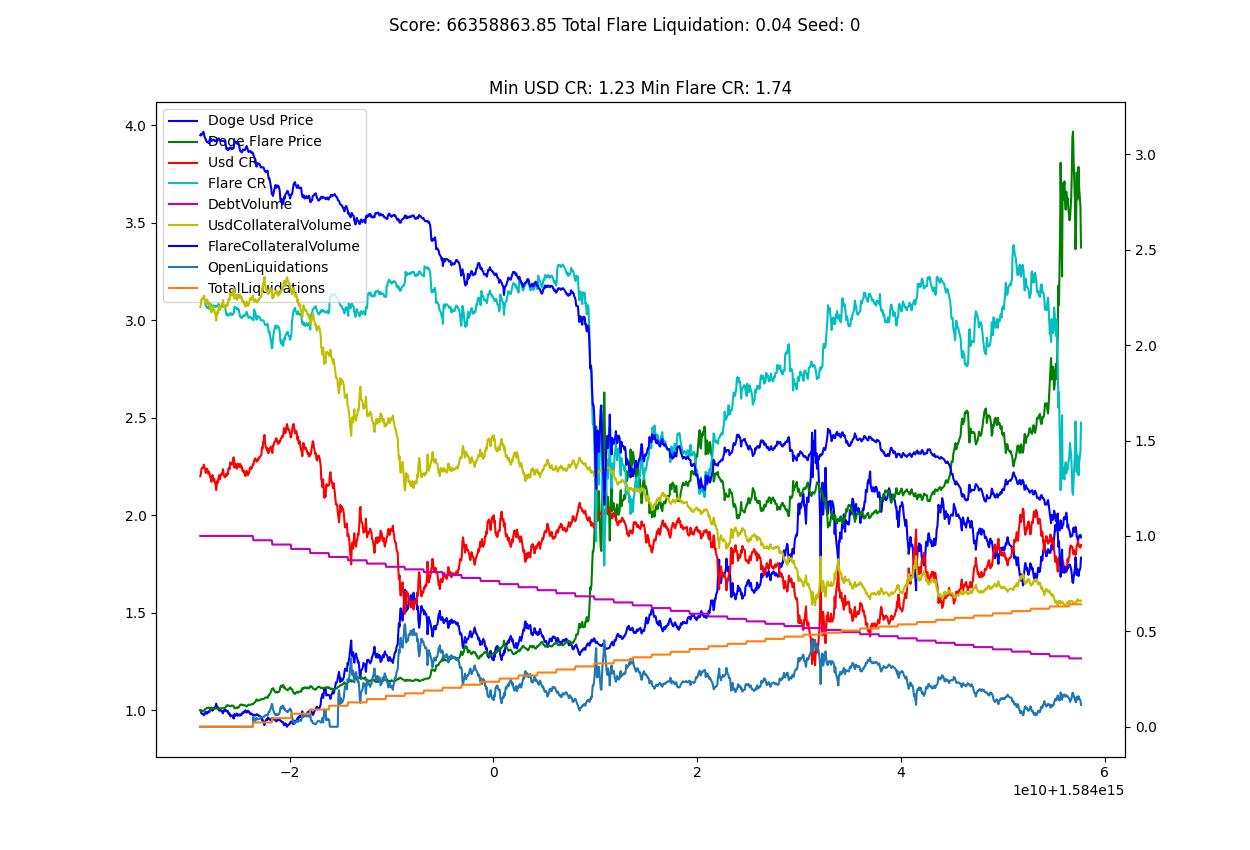 Score: 66358863.85 Total Flare Liquidation: 0.04 Seed: 0
Min USD CR: 1.23 Min Flare CR: 1.74
Doge Usd Price
Doge Flare Price
Usd CR
Flare CR
DebtVolume
UsdCollateralVolume
FlareCollateralVolume
OpenLiquidations
TotalLiquidations
4.0
3.5
3.0
2.5
2.0
1.5
1.0
3.0
2.5
2.0
1.5
1.0
0.5
0.0
−2 0 2 4 6
1e10+1.584e15